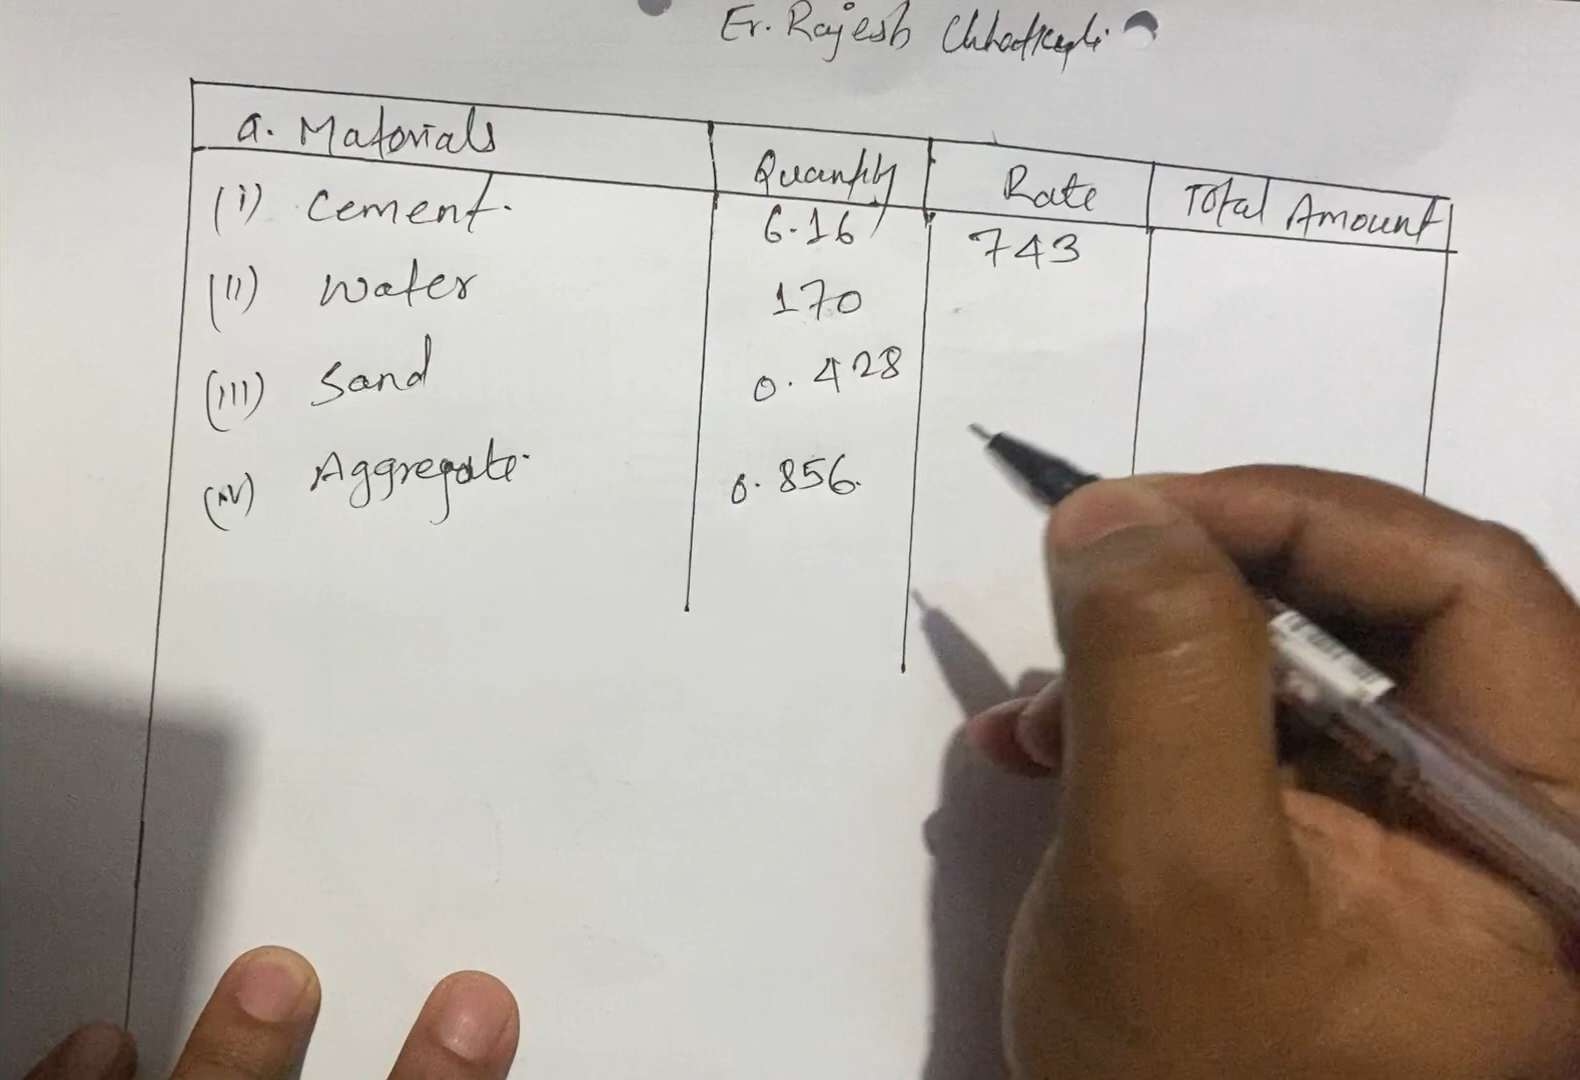 Er. Rajesh
a. Materials Quantity Rate Total Amount
(i) Cement. 6.16 743
(ii) Water 170
(iii) Sand 0.428
(iv) Aggregate. 0.856.